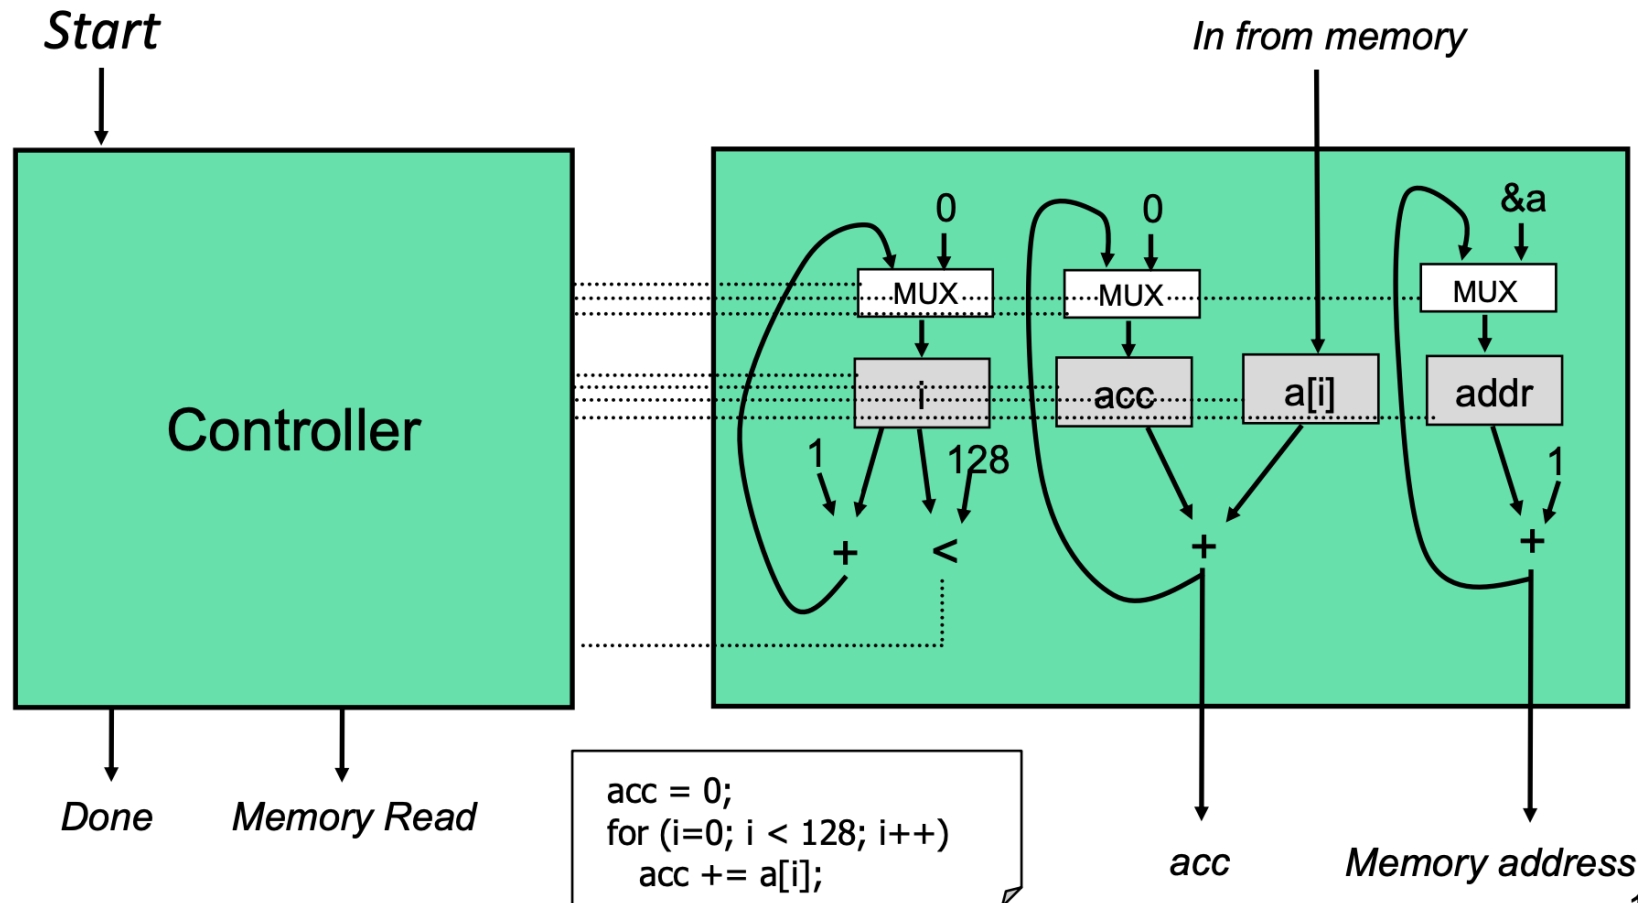 Start
In from memory
0
0
&a
MUX
MUX
MUX
i
acc
a[i]
addr
Controller
1
128
1
+
<
+
+
Done
Memory Read
acc = 0;
for (i=0; i < 128; i++)
acc += a[i];
acc
Memory address